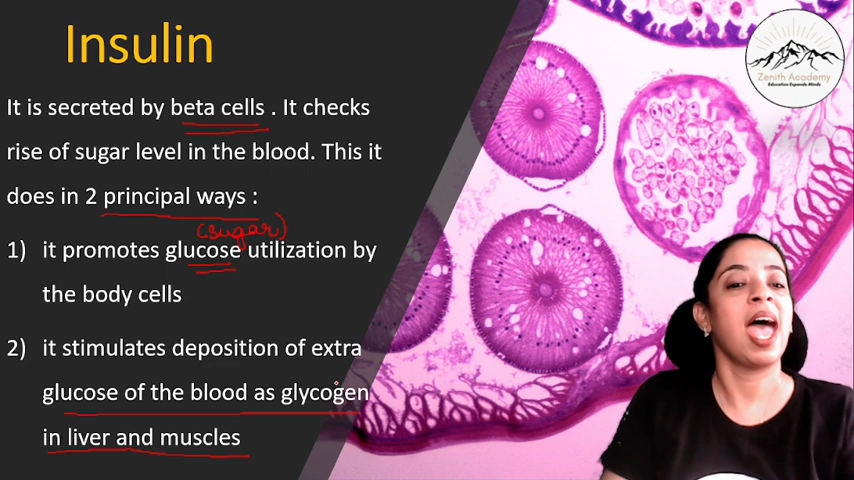 Insulin
It is secreted by beta cells . It checks
rise of sugar level in the blood. This it
does in 2 principal ways :
(sugar)
1) it promotes glucose utilization by
the body cells
2) it stimulates deposition of extra
glucose of the blood as glycogen
in liver and muscles
Zenith Academy
Education Expands Minds